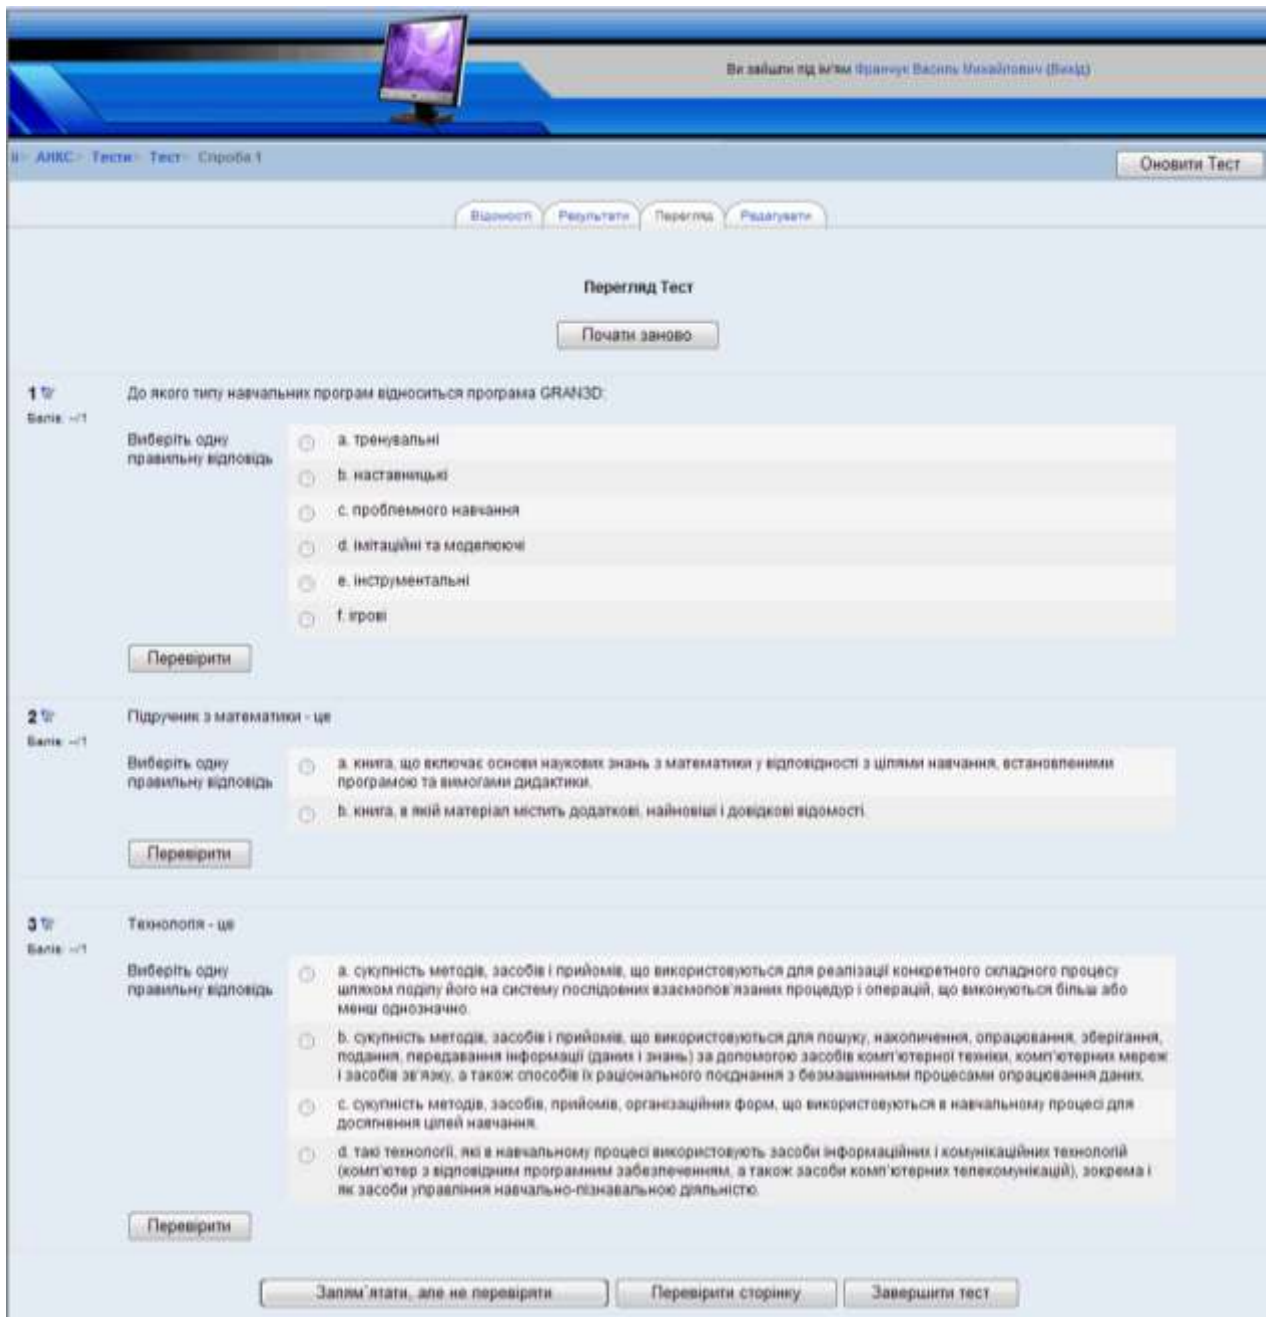 Ви зайшли під ім'ям Франчук Василь Михайлович (Вихід)
АНКС Тести Тест Спроба 1
Оновити Тест
Відомості Результати Перегляд Редагувати
Перегляд Тест
Почати заново
1
До якого типу навчальних програм відноситься програма GRAN3D:
Балів: --/1
Виберіть одну
правильну відповідь
a. тренувальні
b. наставницькі
c. проблемного навчання
d. імітаційні та моделюючі
e. інструментальні
f. ігрові
Перевірити
2
Підручник з математики - це
Балів: --/1
Виберіть одну
правильну відповідь
a. книга, що включає основи наукових знань з математики у відповідності з цілями навчання, встановленими
програмою та вимогами дидактики.
b. книга, в якій матеріал містить додаткові, найновіші і довідкові відомості.
Перевірити
3
Технологія - це
Балів: --/1
Виберіть одну
правильну відповідь
a. сукупність методів, засобів і прийомів, що використовуються для реалізації конкретного складного процесу
шляхом поділу його на систему послідовних взаємопов'язаних процедур і операцій, що виконуються більш або
менш однозначно.
b. сукупність методів, засобів і прийомів, що використовуються для пошуку, накопичення, опрацювання, зберігання,
подання, передавання інформації (даних і знань) за допомогою засобів комп'ютерної техніки, комп'ютерних мереж
і засобів зв'язку, а також способів їх раціонального поєднання з безмашинними процесами опрацювання даних.
c. сукупність методів, засобів, прийомів, організаційних форм, що використовуються в навчальному процесі для
досягнення цілей навчання.
d. такі технології, які в навчальному процесі використовують засоби інформаційних і комунікаційних технологій
(комп'ютер з відповідним програмним забезпеченням, а також засоби комп'ютерних телекомунікацій), зокрема і
як засоби управління навчально-пізнавальною діяльністю.
Перевірити
Запам'ятати, але не перевіряти
Перевірити сторінку
Завершити тест